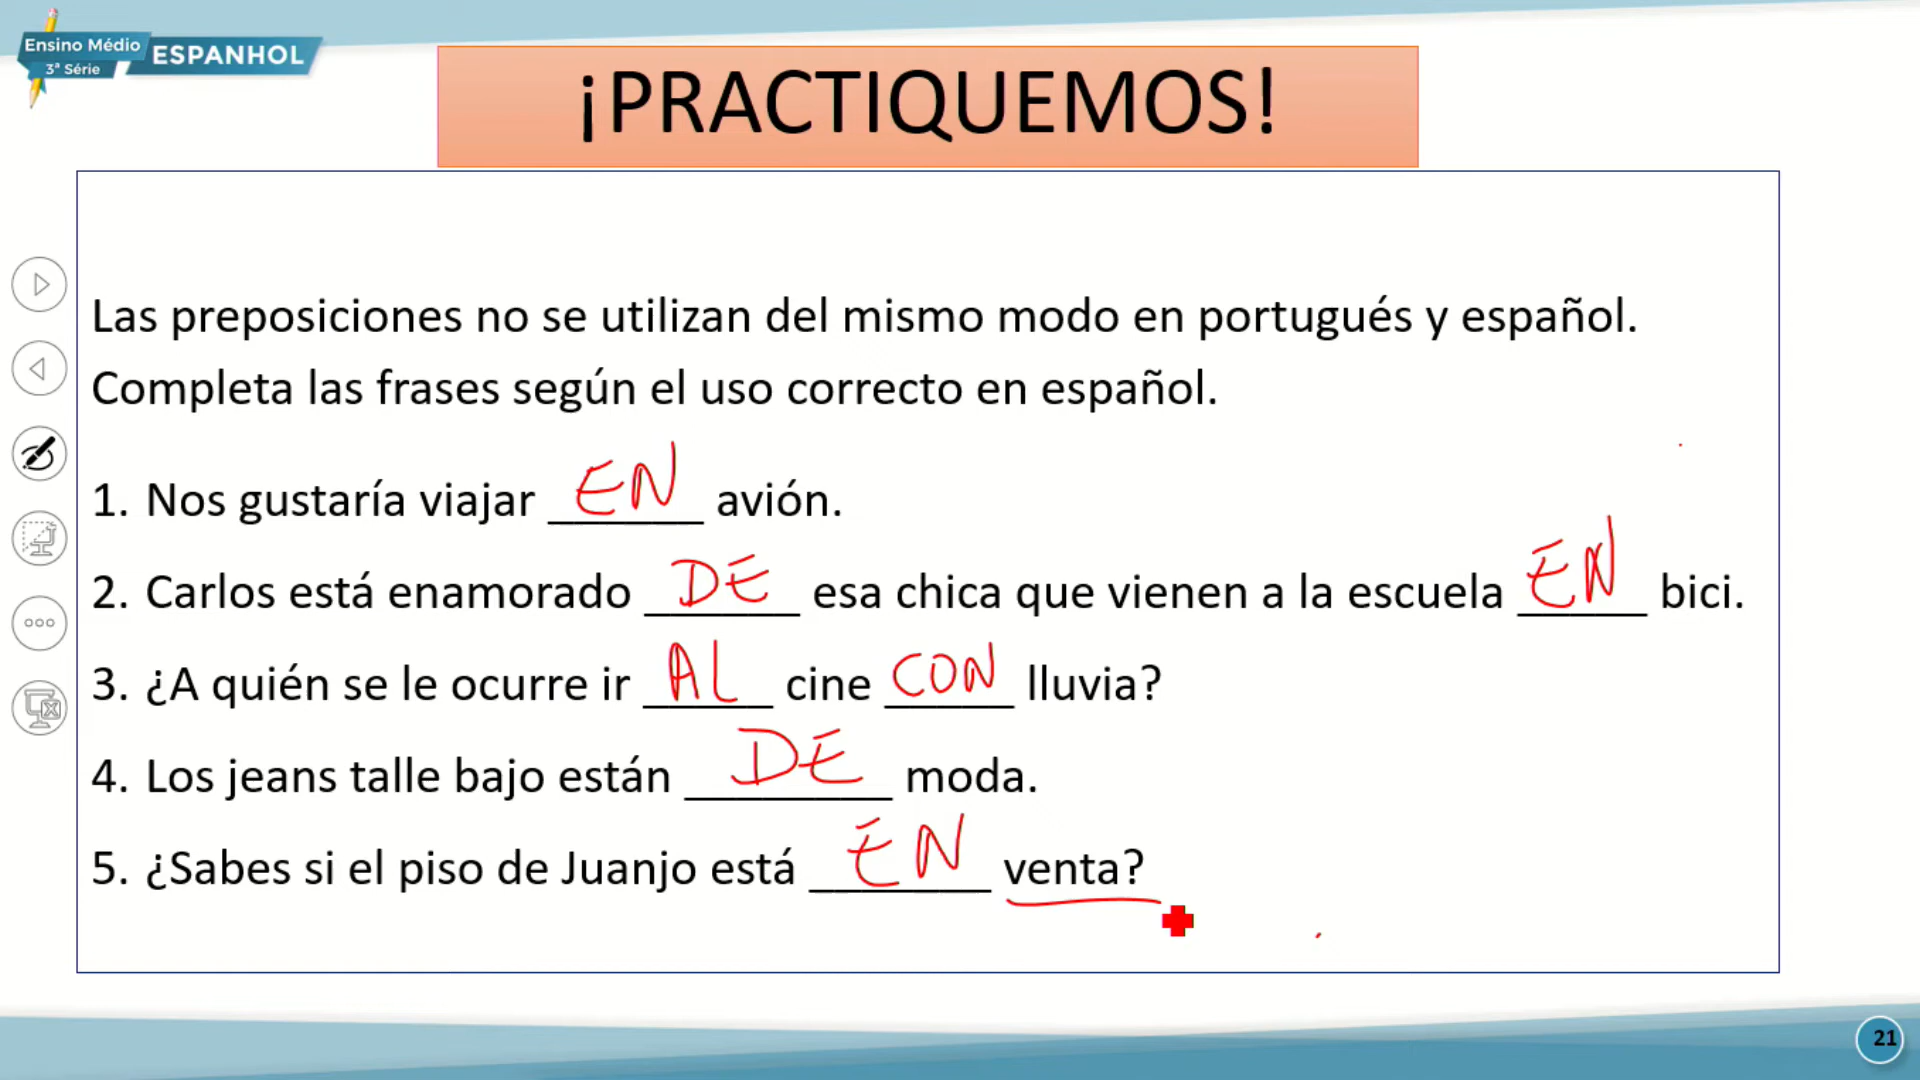 Ensino Médio
3ª Série
ESPANHOL
¡PRACTIQUEMOS!
Las preposiciones no se utilizan del mismo modo en portugués y español.
Completa las frases según el uso correcto en español.
1. Nos gustaría viajar EN avión.
2. Carlos está enamorado DE esa chica que vienen a la escuela EN bici.
3. ¿A quién se le ocurre ir AL cine CON lluvia?
4. Los jeans talle bajo están DE moda.
5. ¿Sabes si el piso de Juanjo está EN venta?
21